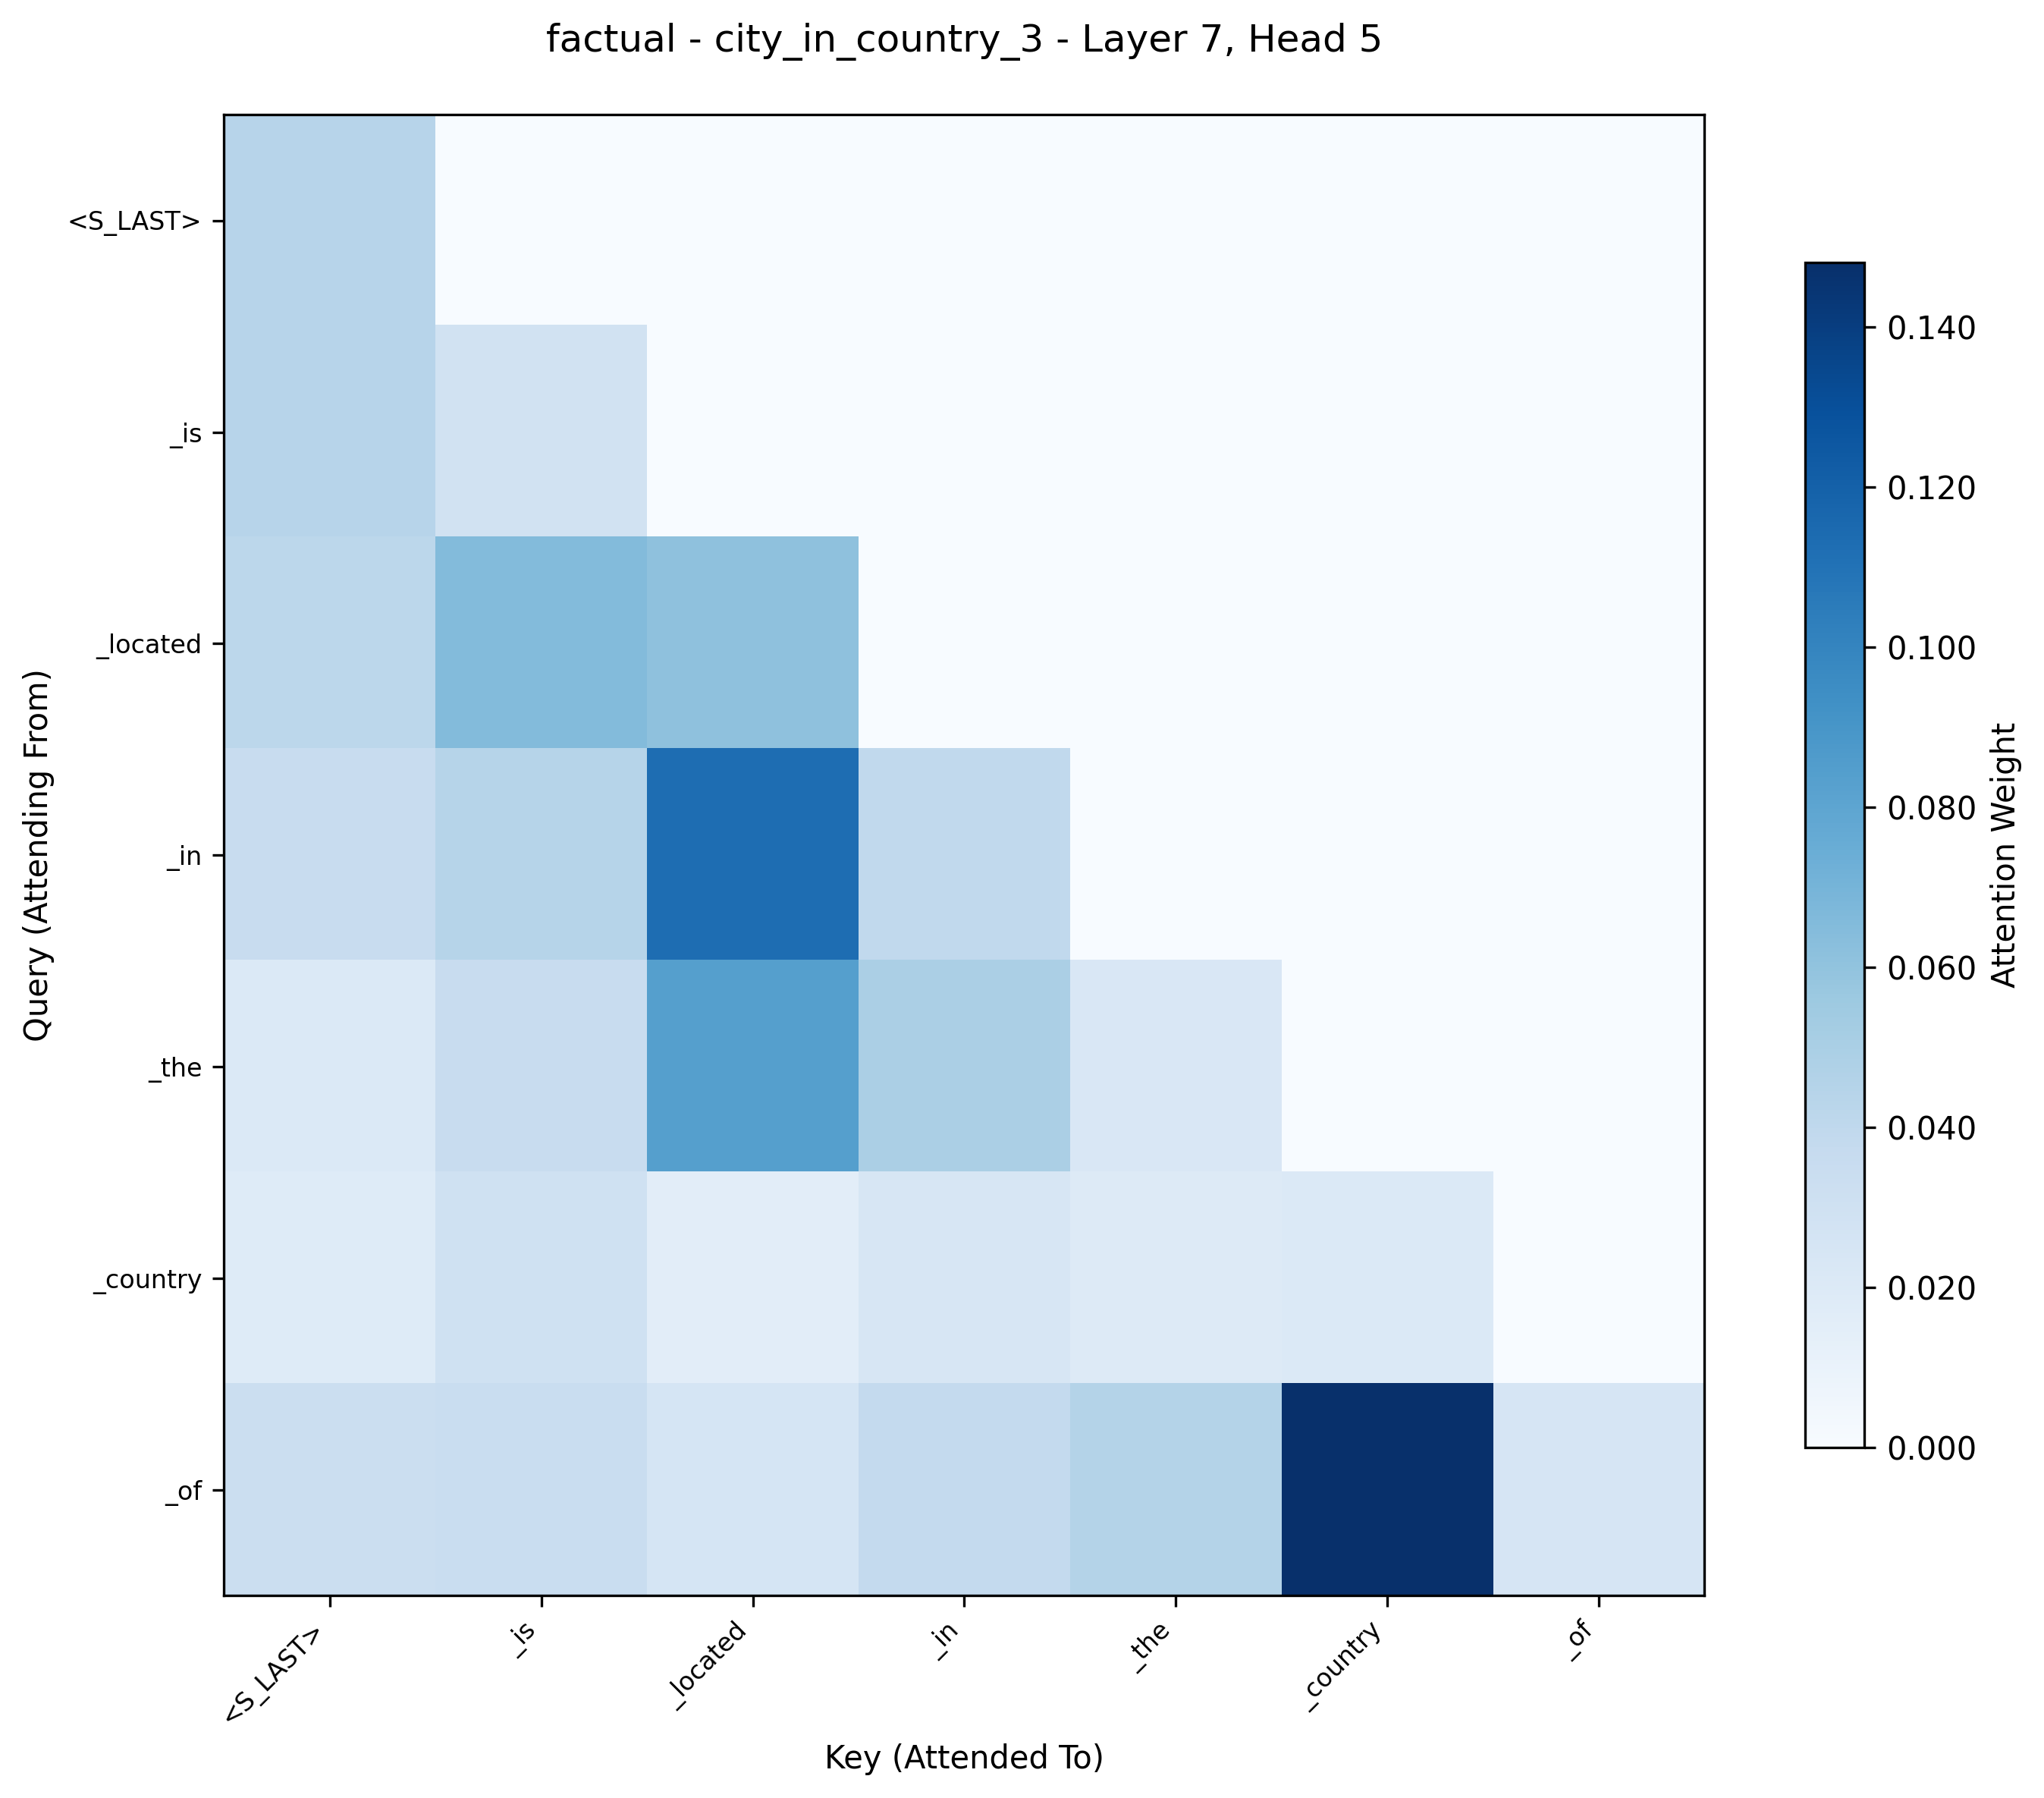 factual - city_in_country_3 - Layer 7, Head 5
Query (Attending From)
<S_LAST>
_is
_located
_in
_the
_country
_of
<S_LAST>
_is
_located
_in
_the
_country
_of
Key (Attended To)
0.140
0.120
0.100
0.080
0.060
0.040
0.020
0.000
Attention Weight